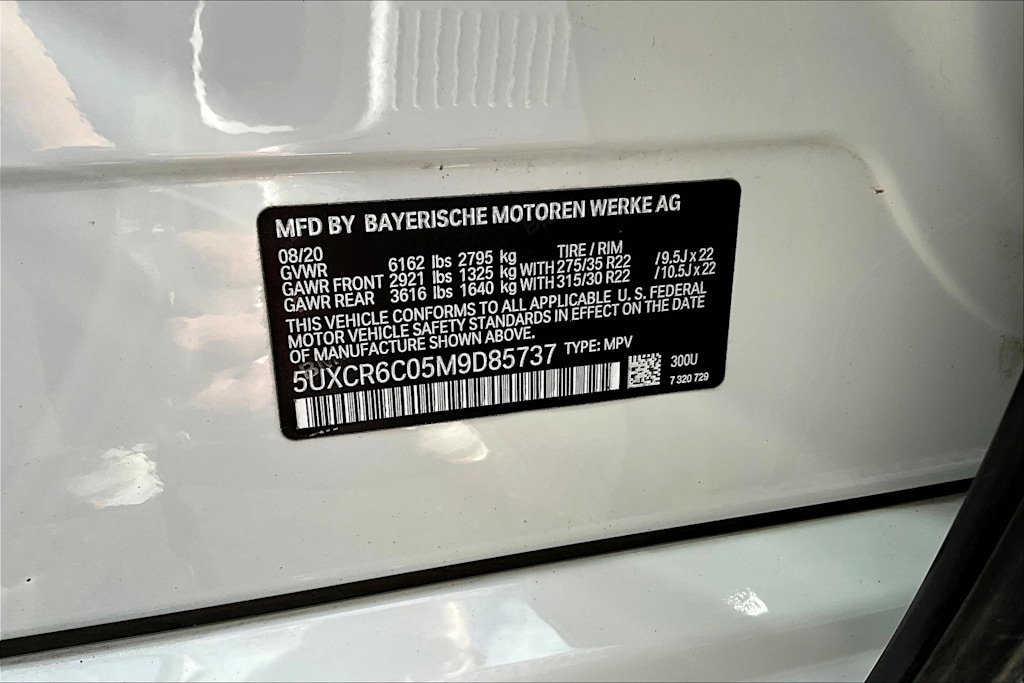 MFD BY BAYERISCHE MOTOREN WERKE AG
08/20 TIRE / RIM
GVWR 6162 lbs 2795 kg
GAWR FRONT 2921 lbs 1325 kg WITH 275/35 R22 /9.5J x 22
GAWR REAR 3616 lbs 1640 kg WITH 315/30 R22 /10.5J x 22
THIS VEHICLE CONFORMS TO ALL APPLICABLE U. S. FEDERAL
MOTOR VEHICLE SAFETY STANDARDS IN EFFECT ON THE DATE
OF MANUFACTURE SHOWN ABOVE.
5UXCR6C05M9D85737 TYPE: MPV
300U
7 320 729